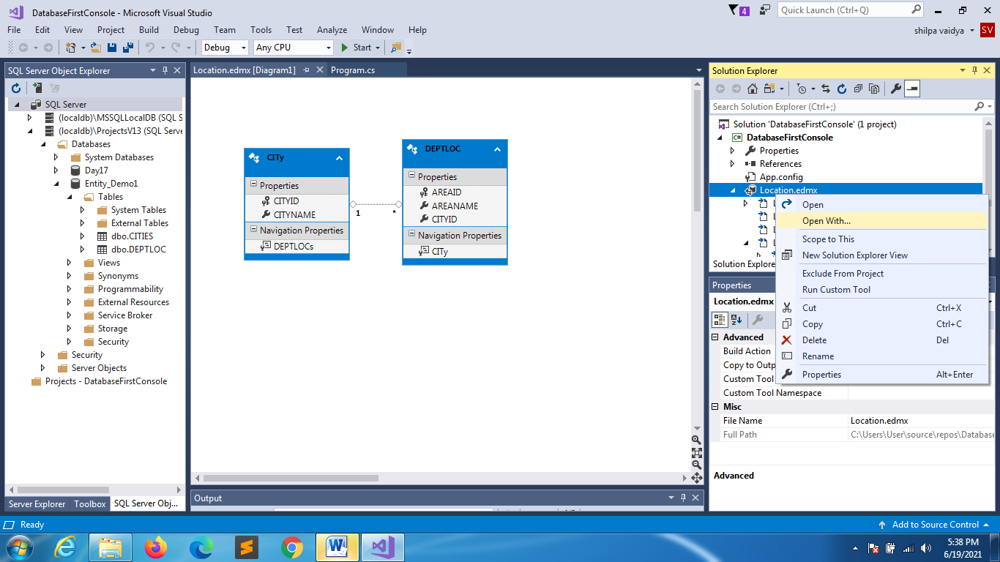 DatabaseFirstConsole - Microsoft Visual Studio
4
Quick Launch (Ctrl+Q)
File Edit View Project Build Debug Team Tools Test Analyze Window Help
shilpa vaidya
SV
Debug
Any CPU
Start
SQL Server Object Explorer
SQL Server
(localdb)\MSSQLLocalDB (SQL S
(localdb)\ProjectsV13 (SQL Serve
Databases
System Databases
Day17
Entity_Demo1
Tables
System Tables
External Tables
dbo.CITIES
dbo.DEPTLOC
Views
Synonyms
Programmability
External Resources
Service Broker
Storage
Security
Security
Server Objects
Projects - DatabaseFirstConsole
Server Explorer Toolbox SQL Server Obj...
Location.edmx [Diagram1] Program.cs
CITy
Properties
CITYID
CITYNAME
Navigation Properties
DEPTLOCs
1 *
DEPTLOC
Properties
AREAID
AREANAME
CITYID
Navigation Properties
CITy
Output
Solution Explorer
Search Solution Explorer (Ctrl+;)
Solution 'DatabaseFirstConsole' (1 project)
C# DatabaseFirstConsole
Properties
References
App.config
Location.edmx
Solution Explore
Open
Open With...
Scope to This
New Solution Explorer View
Exclude From Project
Run Custom Tool
Cut Ctrl+X
Copy Ctrl+C
Delete Del
Rename
Properties Alt+Enter
Properties
Location.edmx
Advanced
Build Action
Copy to Outp
Custom Tool
Custom Tool Namespace
Misc
File Name Location.edmx
Full Path C:\Users\User\source\repos\Database
Advanced
Ready
Add to Source Control
5:38 PM
6/19/2021